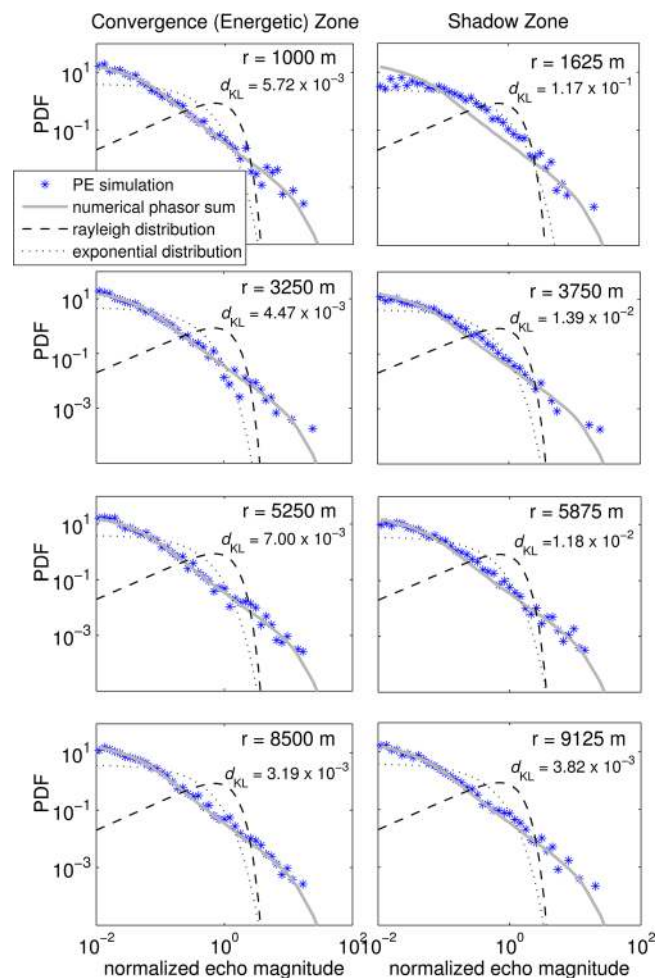 Convergence (Energetic) Zone
Shadow Zone
PDF
10^1
10^-1
r = 1000 m
d_KL = 5.72 x 10^-3
r = 1625 m
d_KL = 1.17 x 10^-1
PE simulation
numerical phasor sum
rayleigh distribution
exponential distribution
PDF
10^1
10^-1
10^-3
r = 3250 m
d_KL = 4.47 x 10^-3
r = 3750 m
d_KL = 1.39 x 10^-2
PDF
10^1
10^-1
10^-3
r = 5250 m
d_KL = 7.00 x 10^-3
r = 5875 m
d_KL =1.18 x 10^-2
PDF
10^1
10^-1
10^-3
r = 8500 m
d_KL = 3.19 x 10^-3
r = 9125 m
d_KL = 3.82 x 10^-3
10^-2 10^0 10^-2 10^0 10^2
normalized echo magnitude
normalized echo magnitude